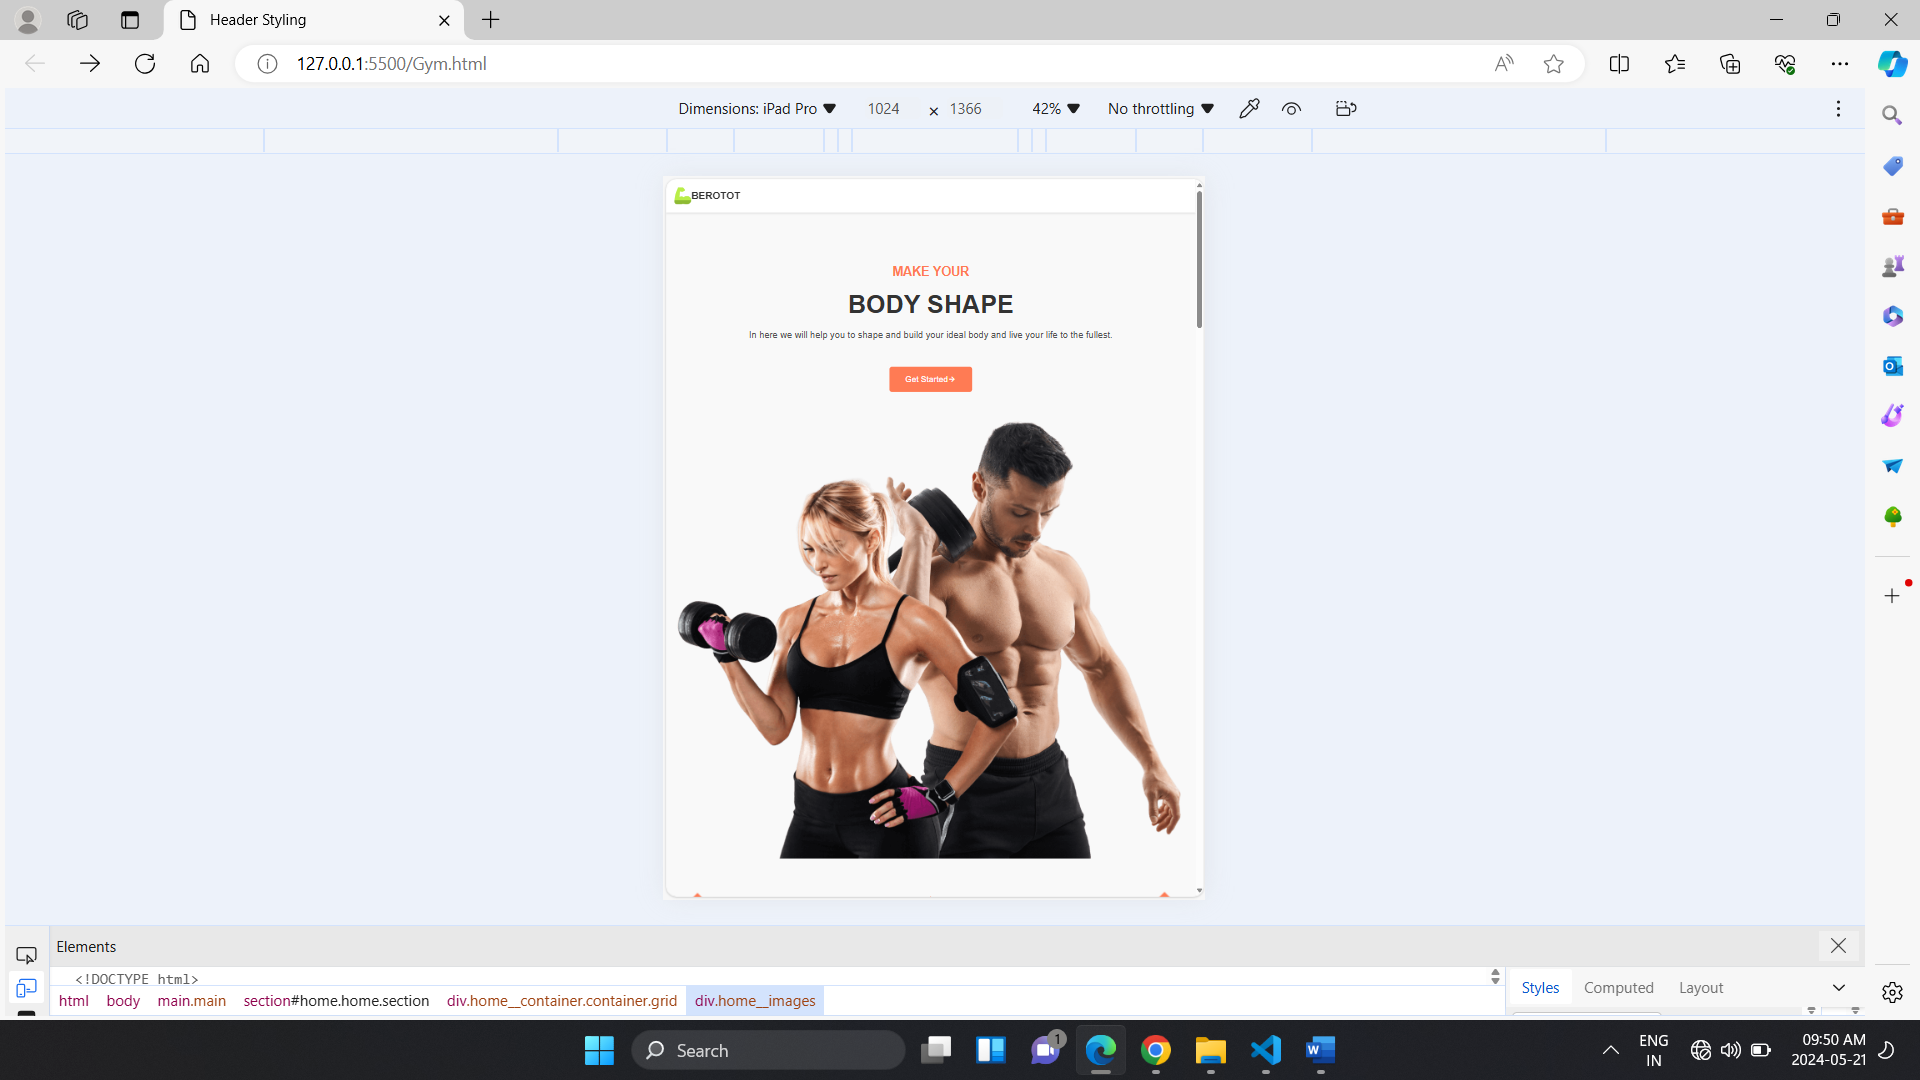 Header Styling
127.0.0.1:5500/Gym.html
Dimensions: iPad Pro 1024 × 1366 42% No throttling
BEROTOT
MAKE YOUR
BODY SHAPE
In here we will help you to shape and build your ideal body and live your life to the fullest.
Get Started→
Elements
<!DOCTYPE html>
html body main.main section#home.home.section div.home__container.container.grid div.home__images
Styles Computed Layout
Search
1
ENG
IN
09:50 AM
2024-05-21